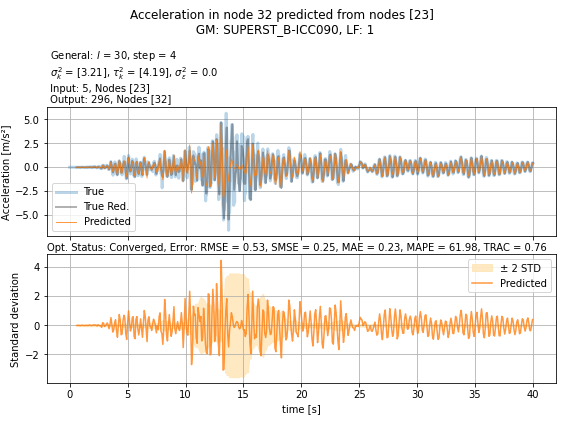 Acceleration in node 32 predicted from nodes [23]
GM: SUPERST_B-ICC090, LF: 1
General: l = 30, step = 4
σ²ₖ = [3.21], τ²ₖ = [4.19], σ²ε = 0.0
Input: 5, Nodes [23]
Output: 296, Nodes [32]
Acceleration [m/s²]
5.0
2.5
0.0
−2.5
−5.0
True
True Red.
Predicted
Opt. Status: Converged, Error: RMSE = 0.53, SMSE = 0.25, MAE = 0.23, MAPE = 61.98, TRAC = 0.76
Standard deviation
4
2
0
−2
± 2 STD
Predicted
0 5 10 15 20 25 30 35 40
time [s]